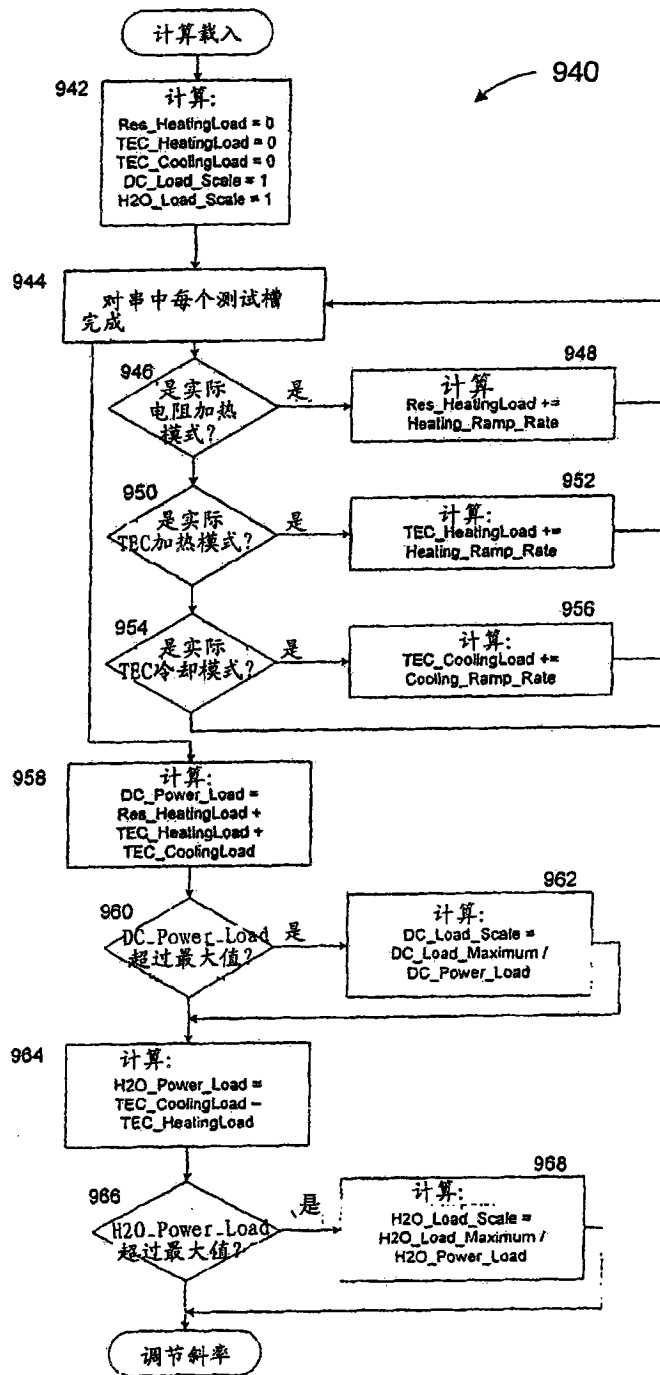 计算载入
940
942
计算:
Res_HeatingLoad = 0
TEC_HeatingLoad = 0
TEC_CoolingLoad = 0
DC_Load_Scale = 1
H2O_Load_Scale = 1
944
对串中每个测试槽
完成
946
是实际
电阻加热
模式?
是
948
计算
Res_HeatingLoad +=
Heating_Ramp_Rate
950
是实际
TEC加热模式?
是
952
计算:
TEC_HeatingLoad +=
Heating_Ramp_Rate
954
是实际
TEC冷却模式?
是
956
计算:
TEC_CoolingLoad +=
Cooling_Ramp_Rate
958
计算:
DC_Power_Load =
Res_HeatingLoad +
TEC_HeatingLoad +
TEC_CoolingLoad
960
DC_Power_Load
超过最大值?
是
962
计算:
DC_Load_Scale =
DC_Load_Maximum /
DC_Power_Load
964
计算:
H2O_Power_Load =
TEC_CoolingLoad –
TEC_HeatingLoad
966
H2O_Power_Load
超过最大值?
是
968
计算:
H2O_Load_Scale =
H2O_Load_Maximum /
H2O_Power_Load
调节斜率